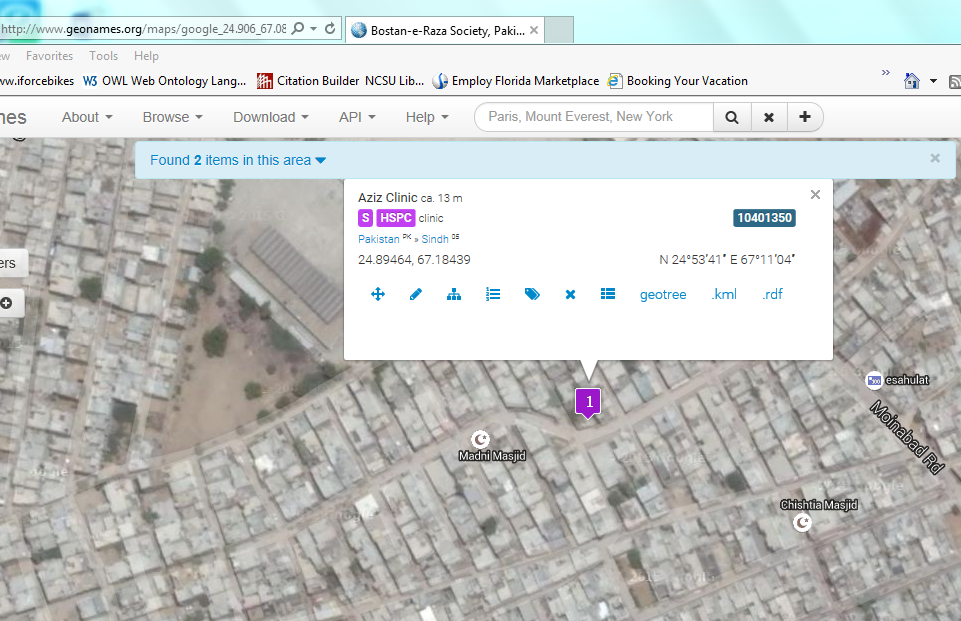 http://www.geonames.org/maps/google_24.906_67.08
Bostan-e-Raza Society, Paki...
ew Favorites Tools Help
ww.iforcebikes W3 OWL Web Ontology Lang... Citation Builder NCSU Lib... Employ Florida Marketplace Booking Your Vacation
mes About Browse Download API Help Paris, Mount Everest, New York
Found 2 items in this area
Aziz Clinic ca. 13 m
S HSPC clinic 10401350
Pakistan PK » Sindh 05
24.89464, 67.18439 N 24°53'41'' E 67°11'04''
geotree .kml .rdf
ers
1
esahulat
Moinabad Rd
Madni Masjid
Chishtia Masjid